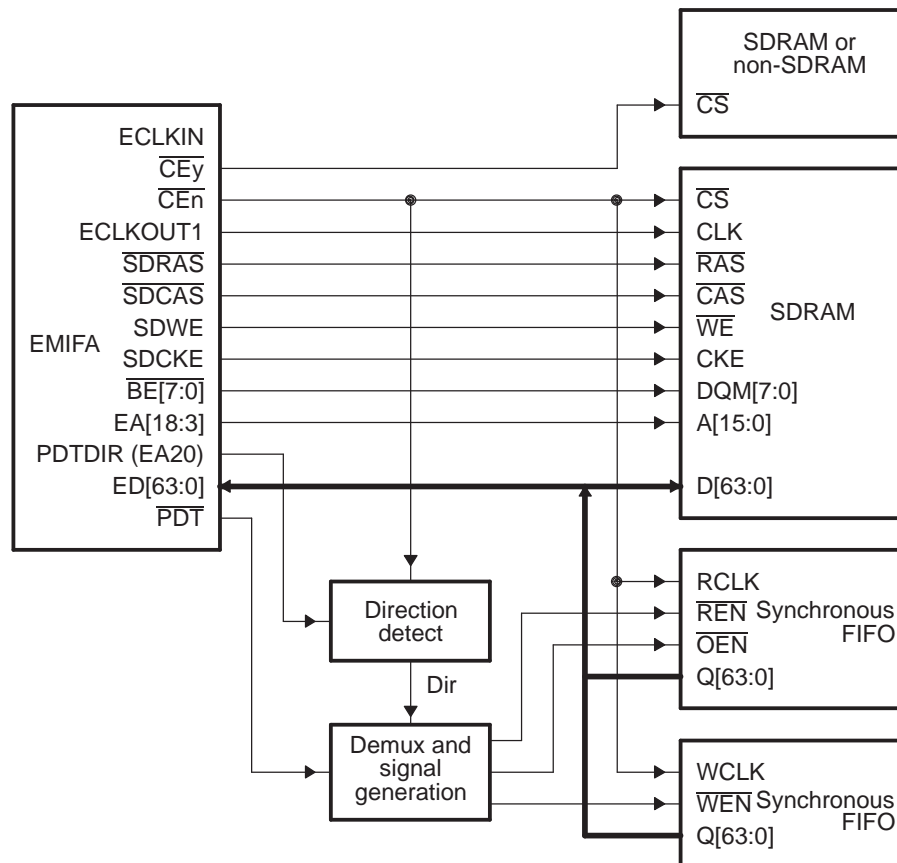 SDRAM or
non-SDRAM
CS
EMIFA
ECLKIN
CEy
CEn
ECLKOUT1
SDRAS
SDCAS
SDWE
SDCKE
BE[7:0]
EA[18:3]
PDTDIR (EA20)
ED[63:0]
PDT
SDRAM
CS
CLK
RAS
CAS
WE
CKE
DQM[7:0]
A[15:0]
D[63:0]
Direction
detect
Dir
Demux and
signal
generation
RCLK
REN
OEN
Q[63:0]
Synchronous
FIFO
WCLK
WEN
Q[63:0]
Synchronous
FIFO